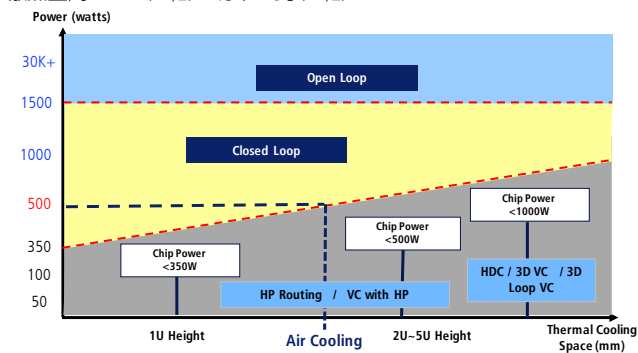 Power (watts)
30K+
Open Loop
1500
Closed Loop
1000
500
Chip Power
<1000W
Chip Power
<500W
350
Chip Power
<350W
100
HDC / 3D VC / 3D
Loop VC
HP Routing / VC with HP
50
1U Height
Air Cooling
2U~5U Height
Thermal Cooling
Space (mm)